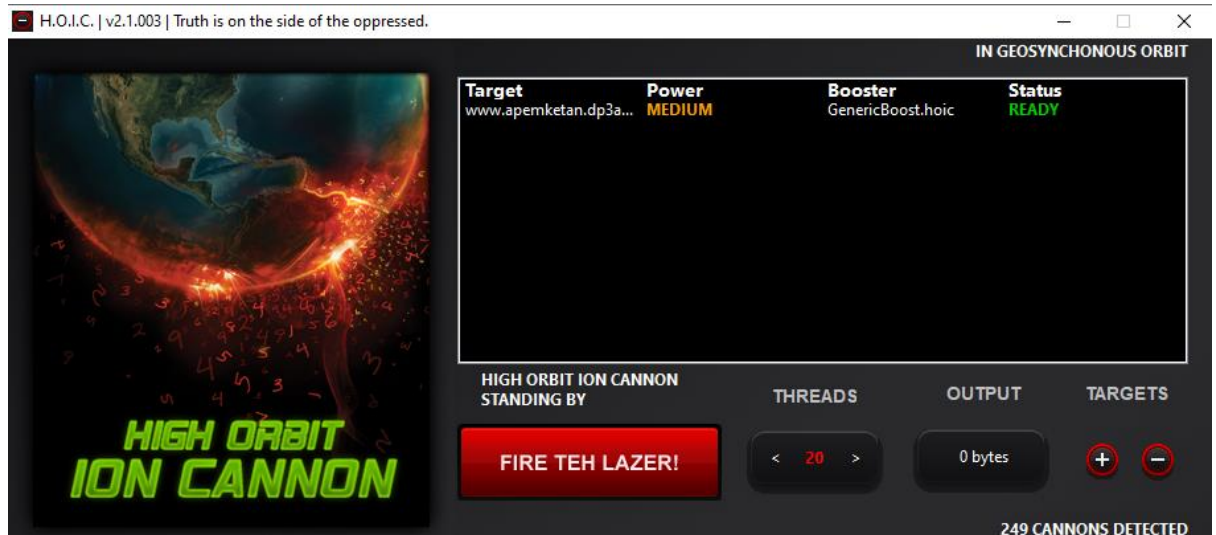 H.O.I.C. | v2.1.003 | Truth is on the side of the oppressed.
IN GEOSYNCHONOUS ORBIT
Target Power Booster Status
www.apemketan.dp3a... MEDIUM GenericBoost.hoic READY
HIGH ORBIT ION CANNON
STANDING BY
THREADS OUTPUT TARGETS
FIRE TEH LAZER!
< 20 >
0 bytes
+ −
HIGH ORBIT
ION CANNON
249 CANNONS DETECTED